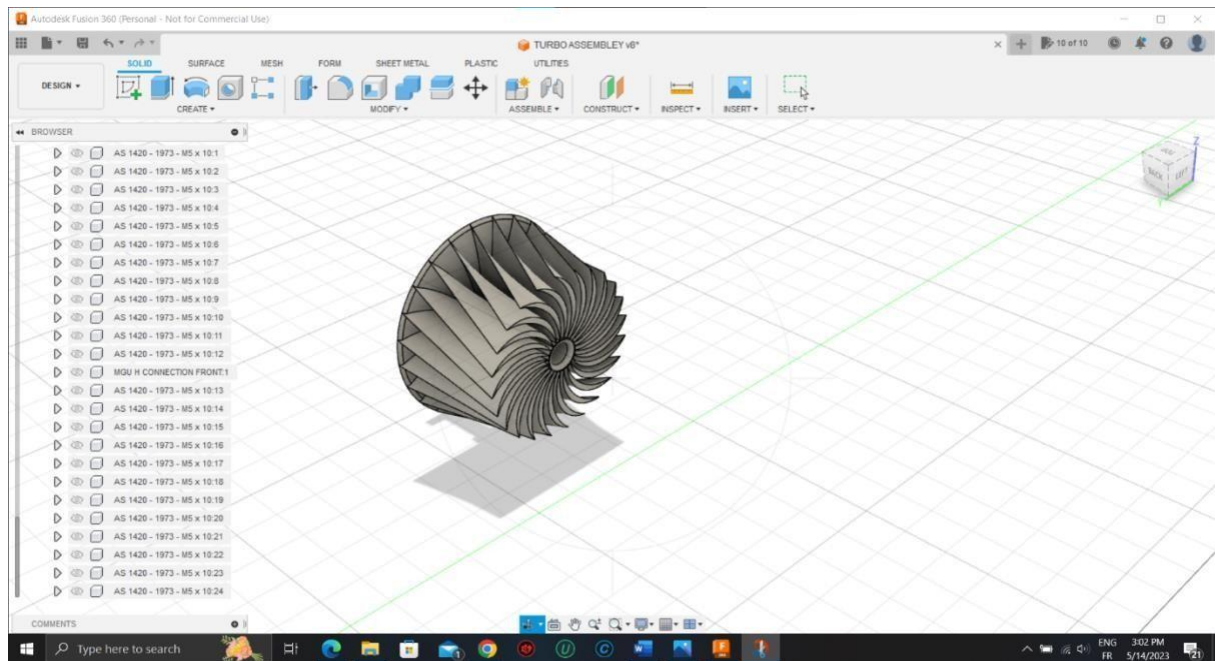 Autodesk Fusion 360 (Personal - Not for Commercial Use)
TURBO ASSEMBLEY v6*
10 of 10
SOLID SURFACE MESH FORM SHEET METAL PLASTIC UTILITIES
DESIGN
CREATE MODIFY ASSEMBLE CONSTRUCT INSPECT INSERT SELECT
BROWSER
AS 1420 - 1973 - M5 x 10:1
AS 1420 - 1973 - M5 x 10:2
AS 1420 - 1973 - M5 x 10:3
AS 1420 - 1973 - M5 x 10:4
AS 1420 - 1973 - M5 x 10:5
AS 1420 - 1973 - M5 x 10:6
AS 1420 - 1973 - M5 x 10:7
AS 1420 - 1973 - M5 x 10:8
AS 1420 - 1973 - M5 x 10:9
AS 1420 - 1973 - M5 x 10:10
AS 1420 - 1973 - M5 x 10:11
AS 1420 - 1973 - M5 x 10:12
MGU H CONNECTION FRONT:1
AS 1420 - 1973 - M5 x 10:13
AS 1420 - 1973 - M5 x 10:14
AS 1420 - 1973 - M5 x 10:15
AS 1420 - 1973 - M5 x 10:16
AS 1420 - 1973 - M5 x 10:17
AS 1420 - 1973 - M5 x 10:18
AS 1420 - 1973 - M5 x 10:19
AS 1420 - 1973 - M5 x 10:20
AS 1420 - 1973 - M5 x 10:21
AS 1420 - 1973 - M5 x 10:22
AS 1420 - 1973 - M5 x 10:23
AS 1420 - 1973 - M5 x 10:24
Z
BACK LEFT
Y
COMMENTS
Type here to search
ENG 3:02 PM
FR 5/14/2023
21